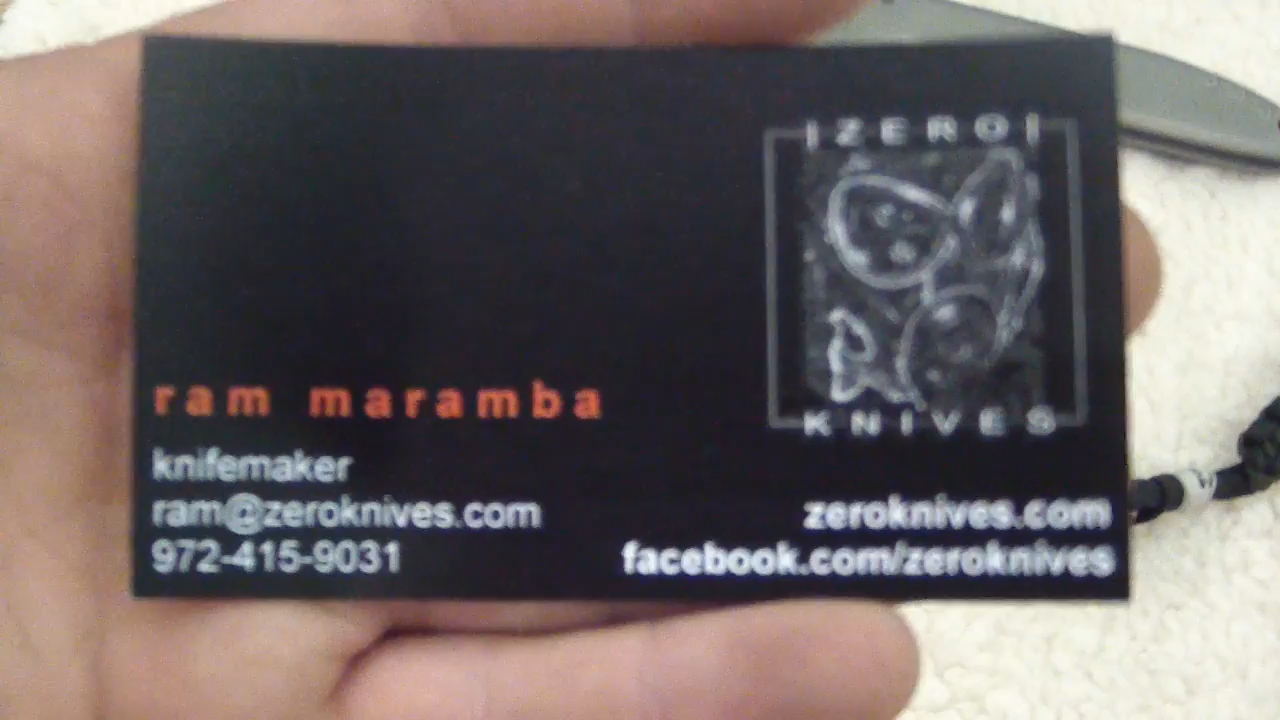 |ZERO|
KNIVES
ram maramba
knifemaker
ram@zeroknives.com
972-415-9031
zeroknives.com
facebook.com/zeroknives